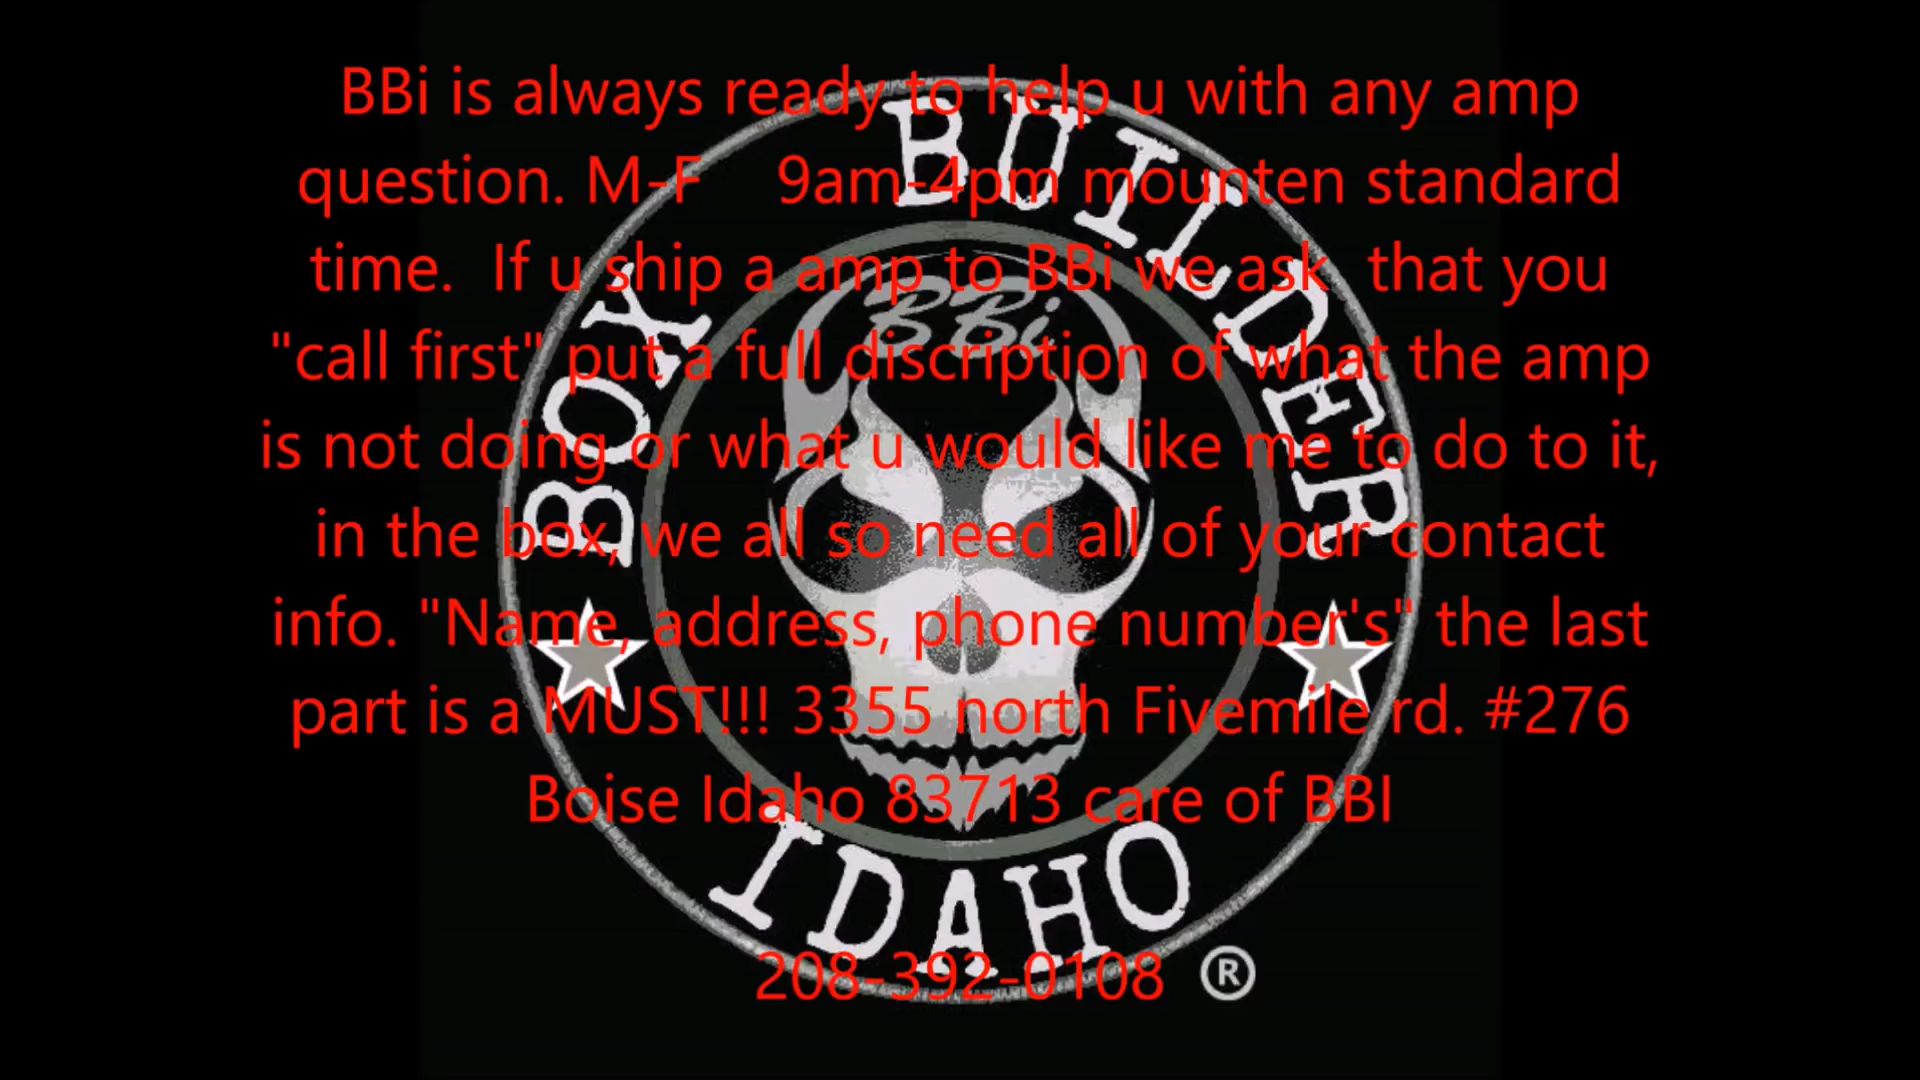 BBi is always ready to help u with any amp
question. M-F    9am-4pm mounten standard
time.  If u ship a amp to BBi we ask  that you
"call first" put a full discription of what the amp
is not doing or what u would like me to do to it,
in the box, we all so need all of your contact
info. "Name, address, phone number's" the last
part is a MUST!!! 3355 north Fivemile rd. #276
Boise Idaho 83713 care of BBI
208-392-0108
BOX BUILDER
BBi
IDAHO
®